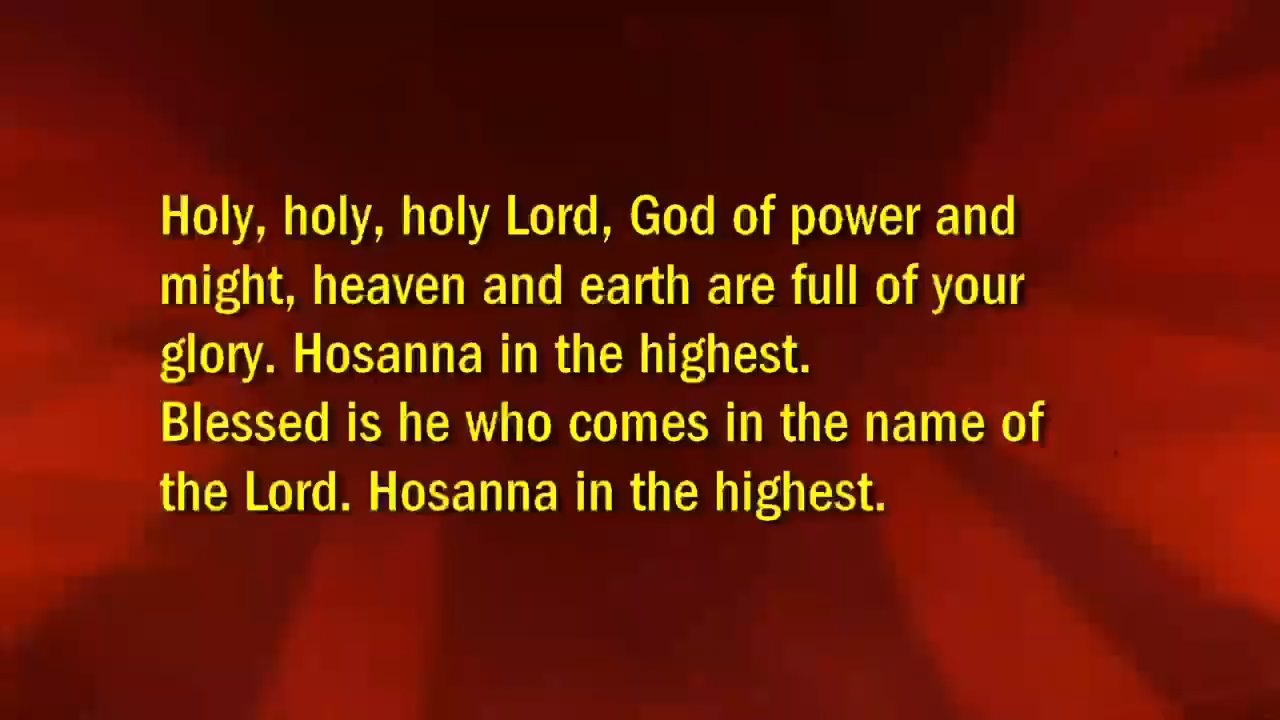 Holy, holy, holy Lord, God of power and
might, heaven and earth are full of your
glory. Hosanna in the highest.
Blessed is he who comes in the name of
the Lord. Hosanna in the highest.